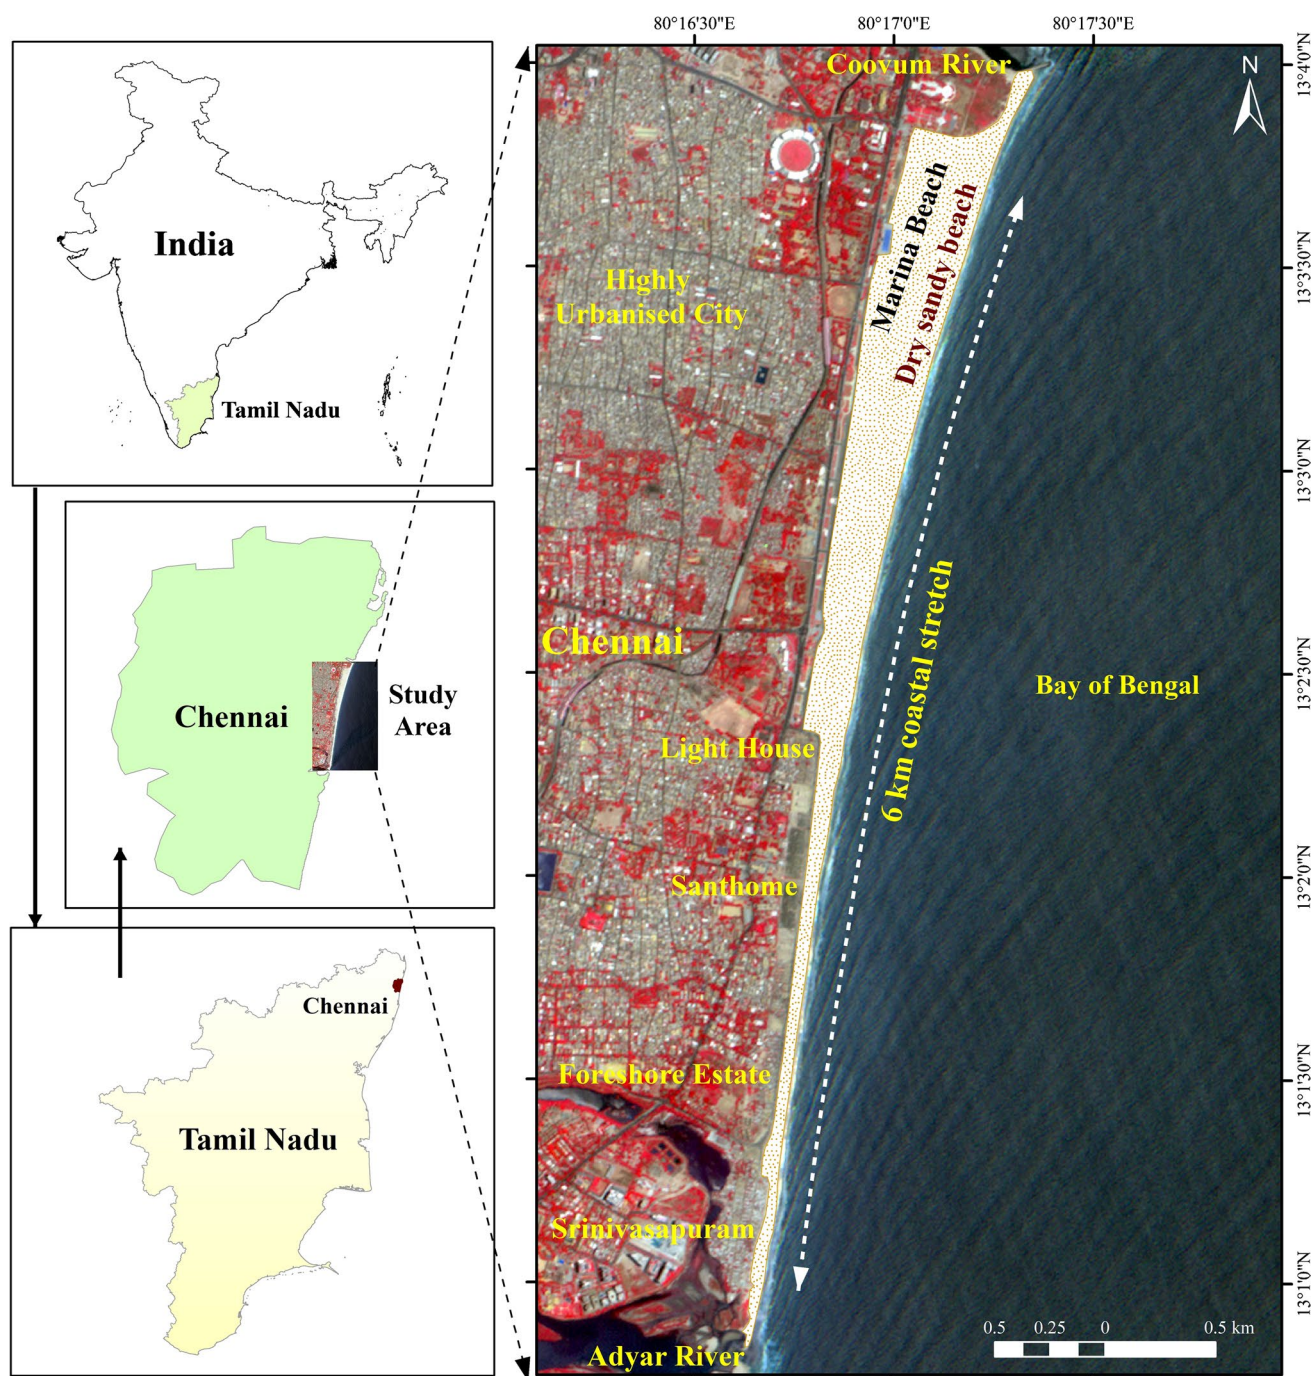 India
Tamil Nadu
Chennai
Study
Area
Chennai
Tamil Nadu
80°16'30"E
80°17'0"E
80°17'30"E
Coovum River
N
Marina Beach
Dry sandy beach
Highly
Urbanised City
Chennai
6 km coastal stretch
Bay of Bengal
Light House
Santhome
Foreshore Estate
Srinivasapuram
Adyar River
0.5 0.25 0 0.5 km
13°4'0"N
13°3'30"N
13°3'0"N
13°2'30"N
13°2'0"N
13°1'30"N
13°1'0"N